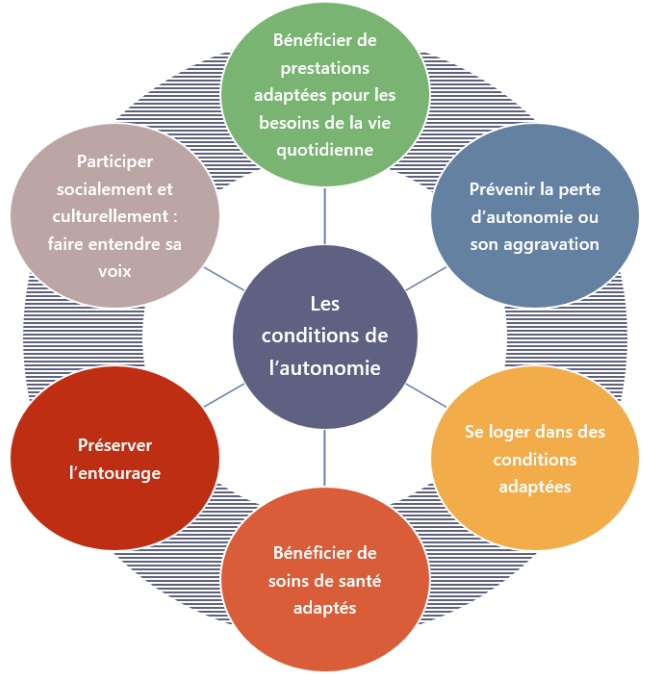 Bénéficier de
prestations
adaptées pour les
besoins de la vie
quotidienne
Prévenir la perte
d’autonomie ou
son aggravation
Se loger dans des
conditions
adaptées
Bénéficier de
soins de santé
adaptés
Préserver
l’entourage
Participer
socialement et
culturellement :
faire entendre sa
voix
Les
conditions de
l’autonomie